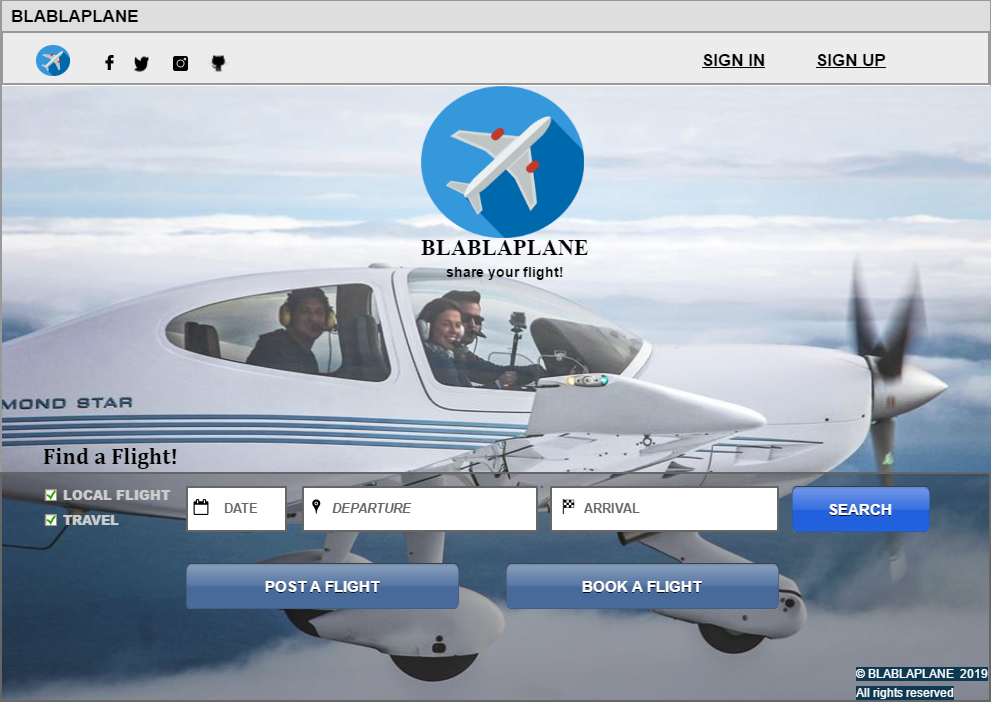 BLABLAPLANE
SIGN IN SIGN UP
BLABLAPLANE
share your flight!
MOND STAR
Find a Flight!
LOCAL FLIGHT
TRAVEL
DATE DEPARTURE ARRIVAL SEARCH
POST A FLIGHT BOOK A FLIGHT
© BLABLAPLANE 2019
All rights reserved